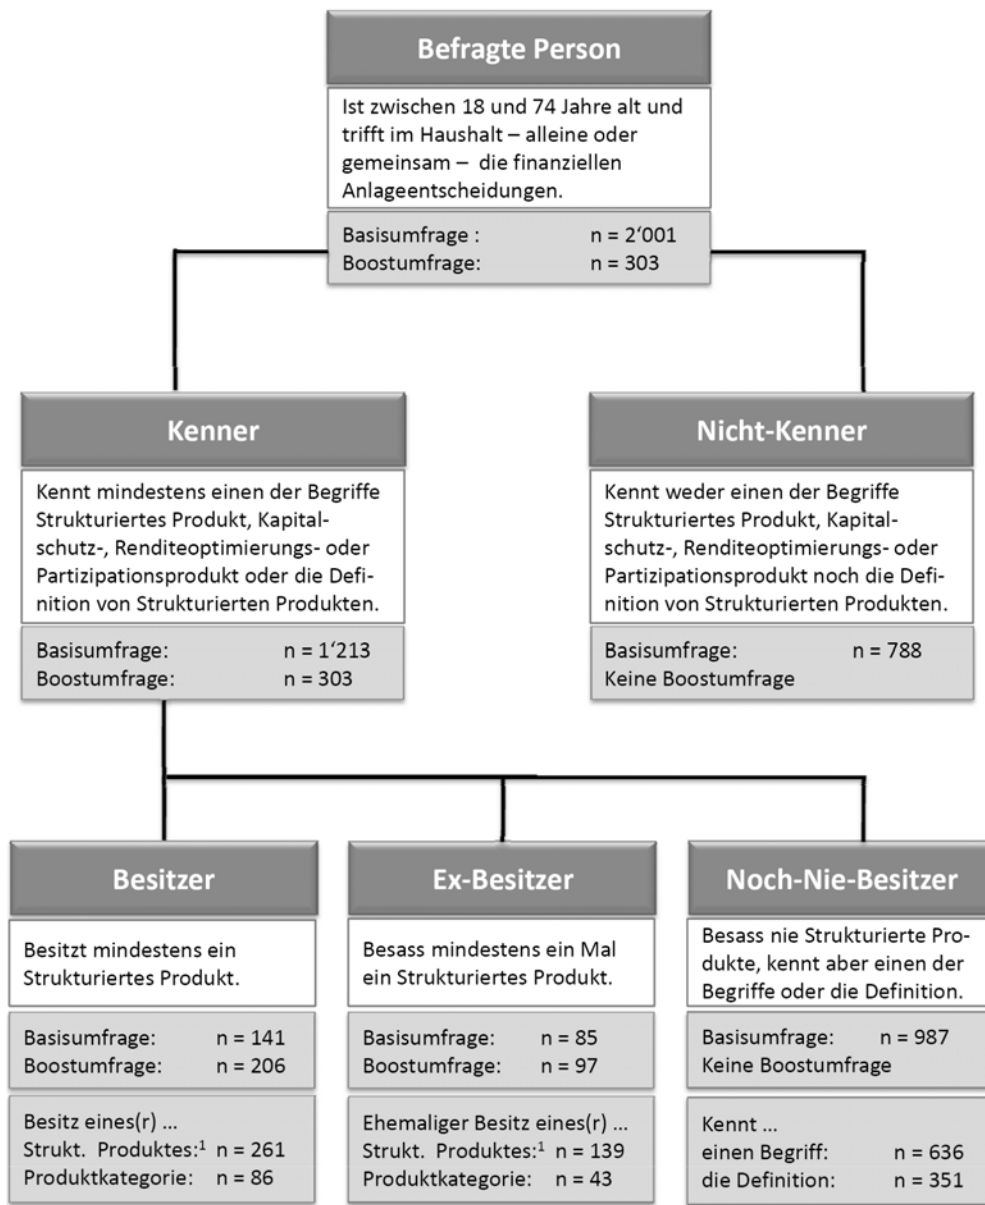 Befragte Person
Ist zwischen 18 und 74 Jahre alt und
trifft im Haushalt – alleine oder
gemeinsam – die finanziellen
Anlageentscheidungen.
Basisumfrage : n = 2‘001
Boostumfrage: n = 303
Kenner
Kennt mindestens einen der Begriffe
Strukturiertes Produkt, Kapital-
schutz-, Renditeoptimierungs- oder
Partizipationsprodukt oder die Defi-
nition von Strukturierten Produkten.
Basisumfrage: n = 1‘213
Boostumfrage: n = 303
Nicht-Kenner
Kennt weder einen der Begriffe
Strukturiertes Produkt, Kapital-
schutz-, Renditeoptimierungs- oder
Partizipationsprodukt noch die Defi-
nition von Strukturierten Produkten.
Basisumfrage: n = 788
Keine Boostumfrage
Besitzer
Besitzt mindestens ein
Strukturiertes Produkt.
Basisumfrage: n = 141
Boostumfrage: n = 206
Besitz eines(r) ...
Strukt. Produktes:¹ n = 261
Produktkategorie: n = 86
Ex-Besitzer
Besass mindestens ein Mal
ein Strukturiertes Produkt.
Basisumfrage: n = 85
Boostumfrage: n = 97
Ehemaliger Besitz eines(r) ...
Strukt. Produktes:¹ n = 139
Produktkategorie: n = 43
Noch-Nie-Besitzer
Besass nie Strukturierte Pro-
dukte, kennt aber einen der
Begriffe oder die Definition.
Basisumfrage: n = 987
Keine Boostumfrage
Kennt ...
einen Begriff: n = 636
die Definition: n = 351